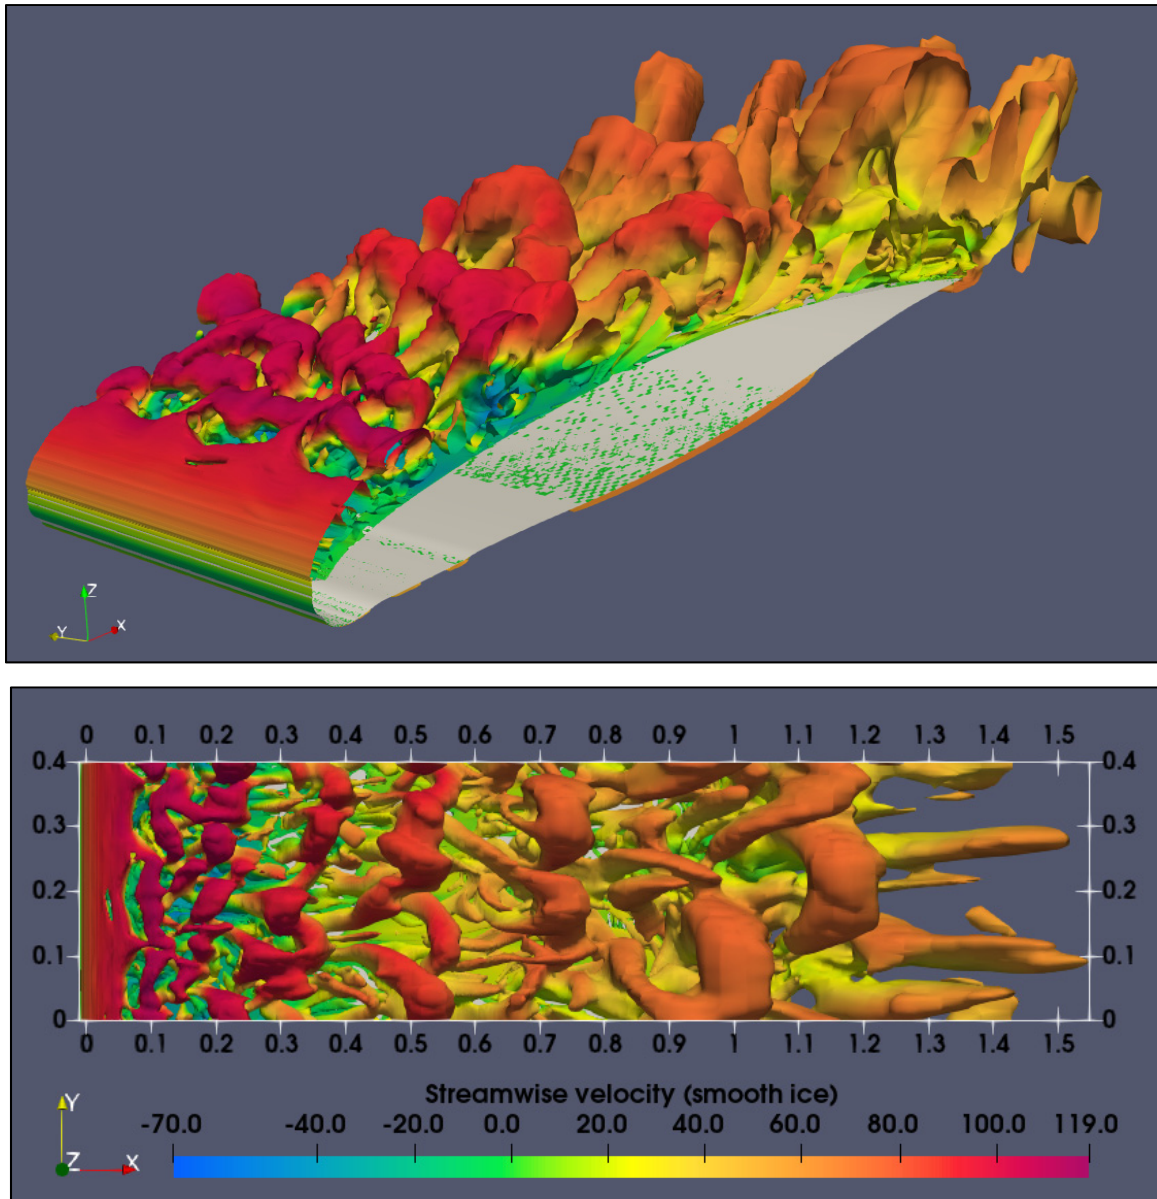 Z
Y X
0 0.1 0.2 0.3 0.4 0.5 0.6 0.7 0.8 0.9 1 1.1 1.2 1.3 1.4 1.5
0.4 0.4
0.3 0.3
0.2 0.2
0.1 0.1
0 0
0 0.1 0.2 0.3 0.4 0.5 0.6 0.7 0.8 0.9 1 1.1 1.2 1.3 1.4 1.5
Streamwise velocity (smooth ice)
Y
-70.0 -40.0 -20.0 0.0 20.0 40.0 60.0 80.0 100.0 119.0
Z X